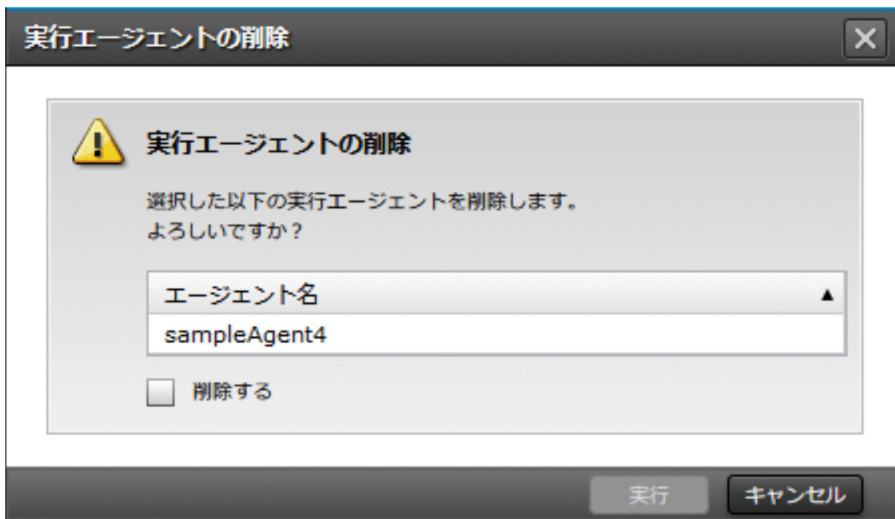 実行エージェントの削除
実行エージェントの削除
選択した以下の実行エージェントを削除します。
よろしいですか？
エージェント名
sampleAgent4
削除する
実行 キャンセル